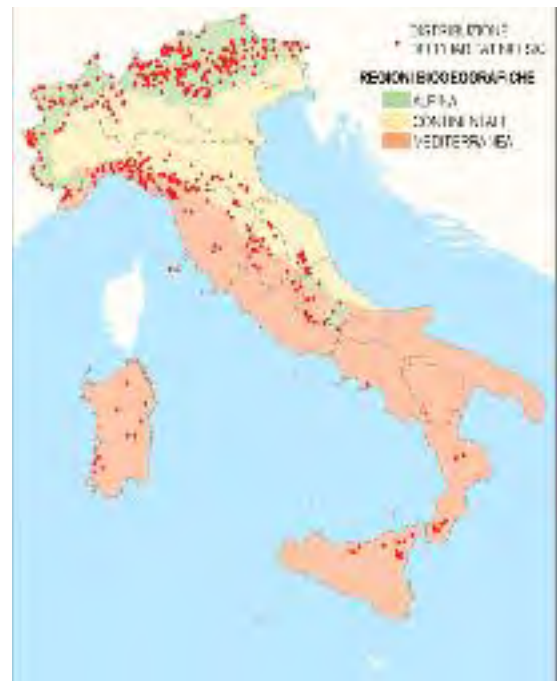 DISTRIBUZIONE
REGIONI BIOGEOGRAFICHE
ALPINA
CONTINENTALE
MEDITERRANEA